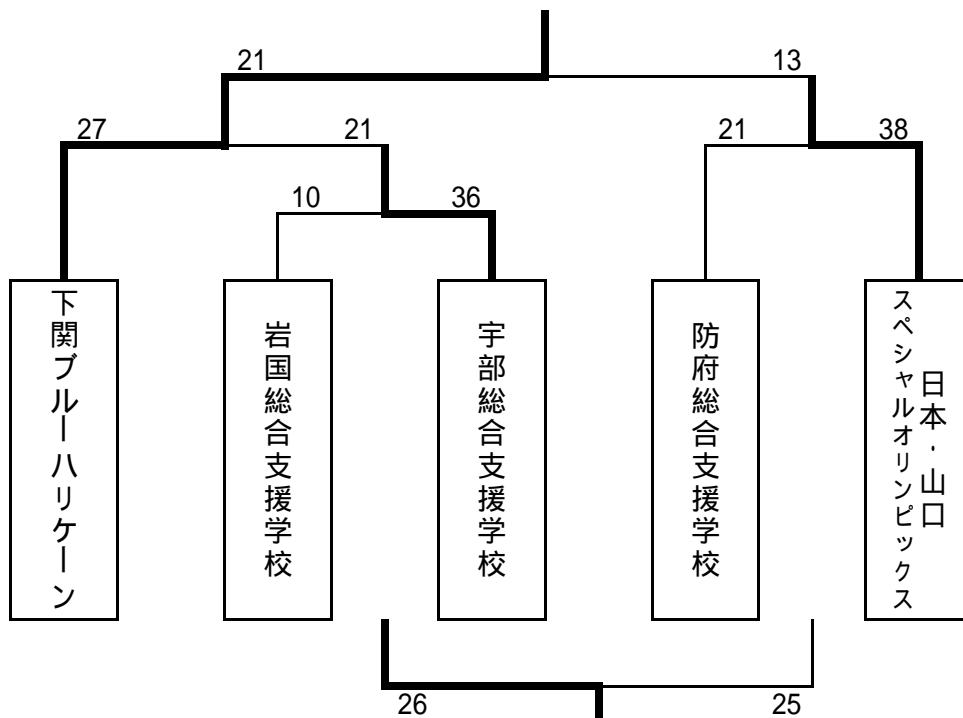 21
13
27
21
21
38
10
36
下関ブルーハリケーン
岩国総合支援学校
宇部総合支援学校
防府総合支援学校
スペシャルオリンピックス
日本・山口
26
25